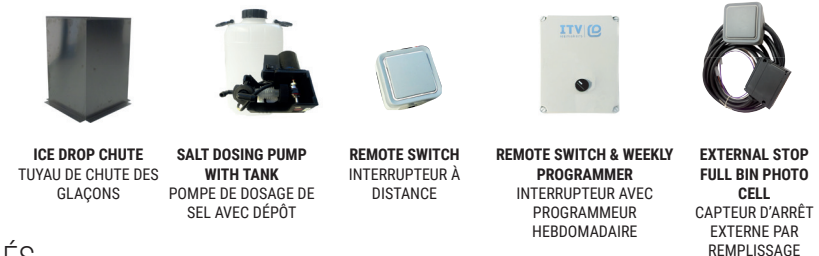 ITV
ICE DROP CHUTE
TUYAU DE CHUTE DES
GLAÇONS
SALT DOSING PUMP
WITH TANK
POMPE DE DOSAGE DE
SEL AVEC DÉPÔT
REMOTE SWITCH
INTERRUPTEUR À
DISTANCE
REMOTE SWITCH & WEEKLY
PROGRAMMER
INTERRUPTEUR AVEC
PROGRAMMEUR
HEBDOMADAIRE
EXTERNAL STOP
FULL BIN PHOTO
CELL
CAPTEUR D'ARRÊT
EXTERNE PAR
REMPLISSAGE
ÉS